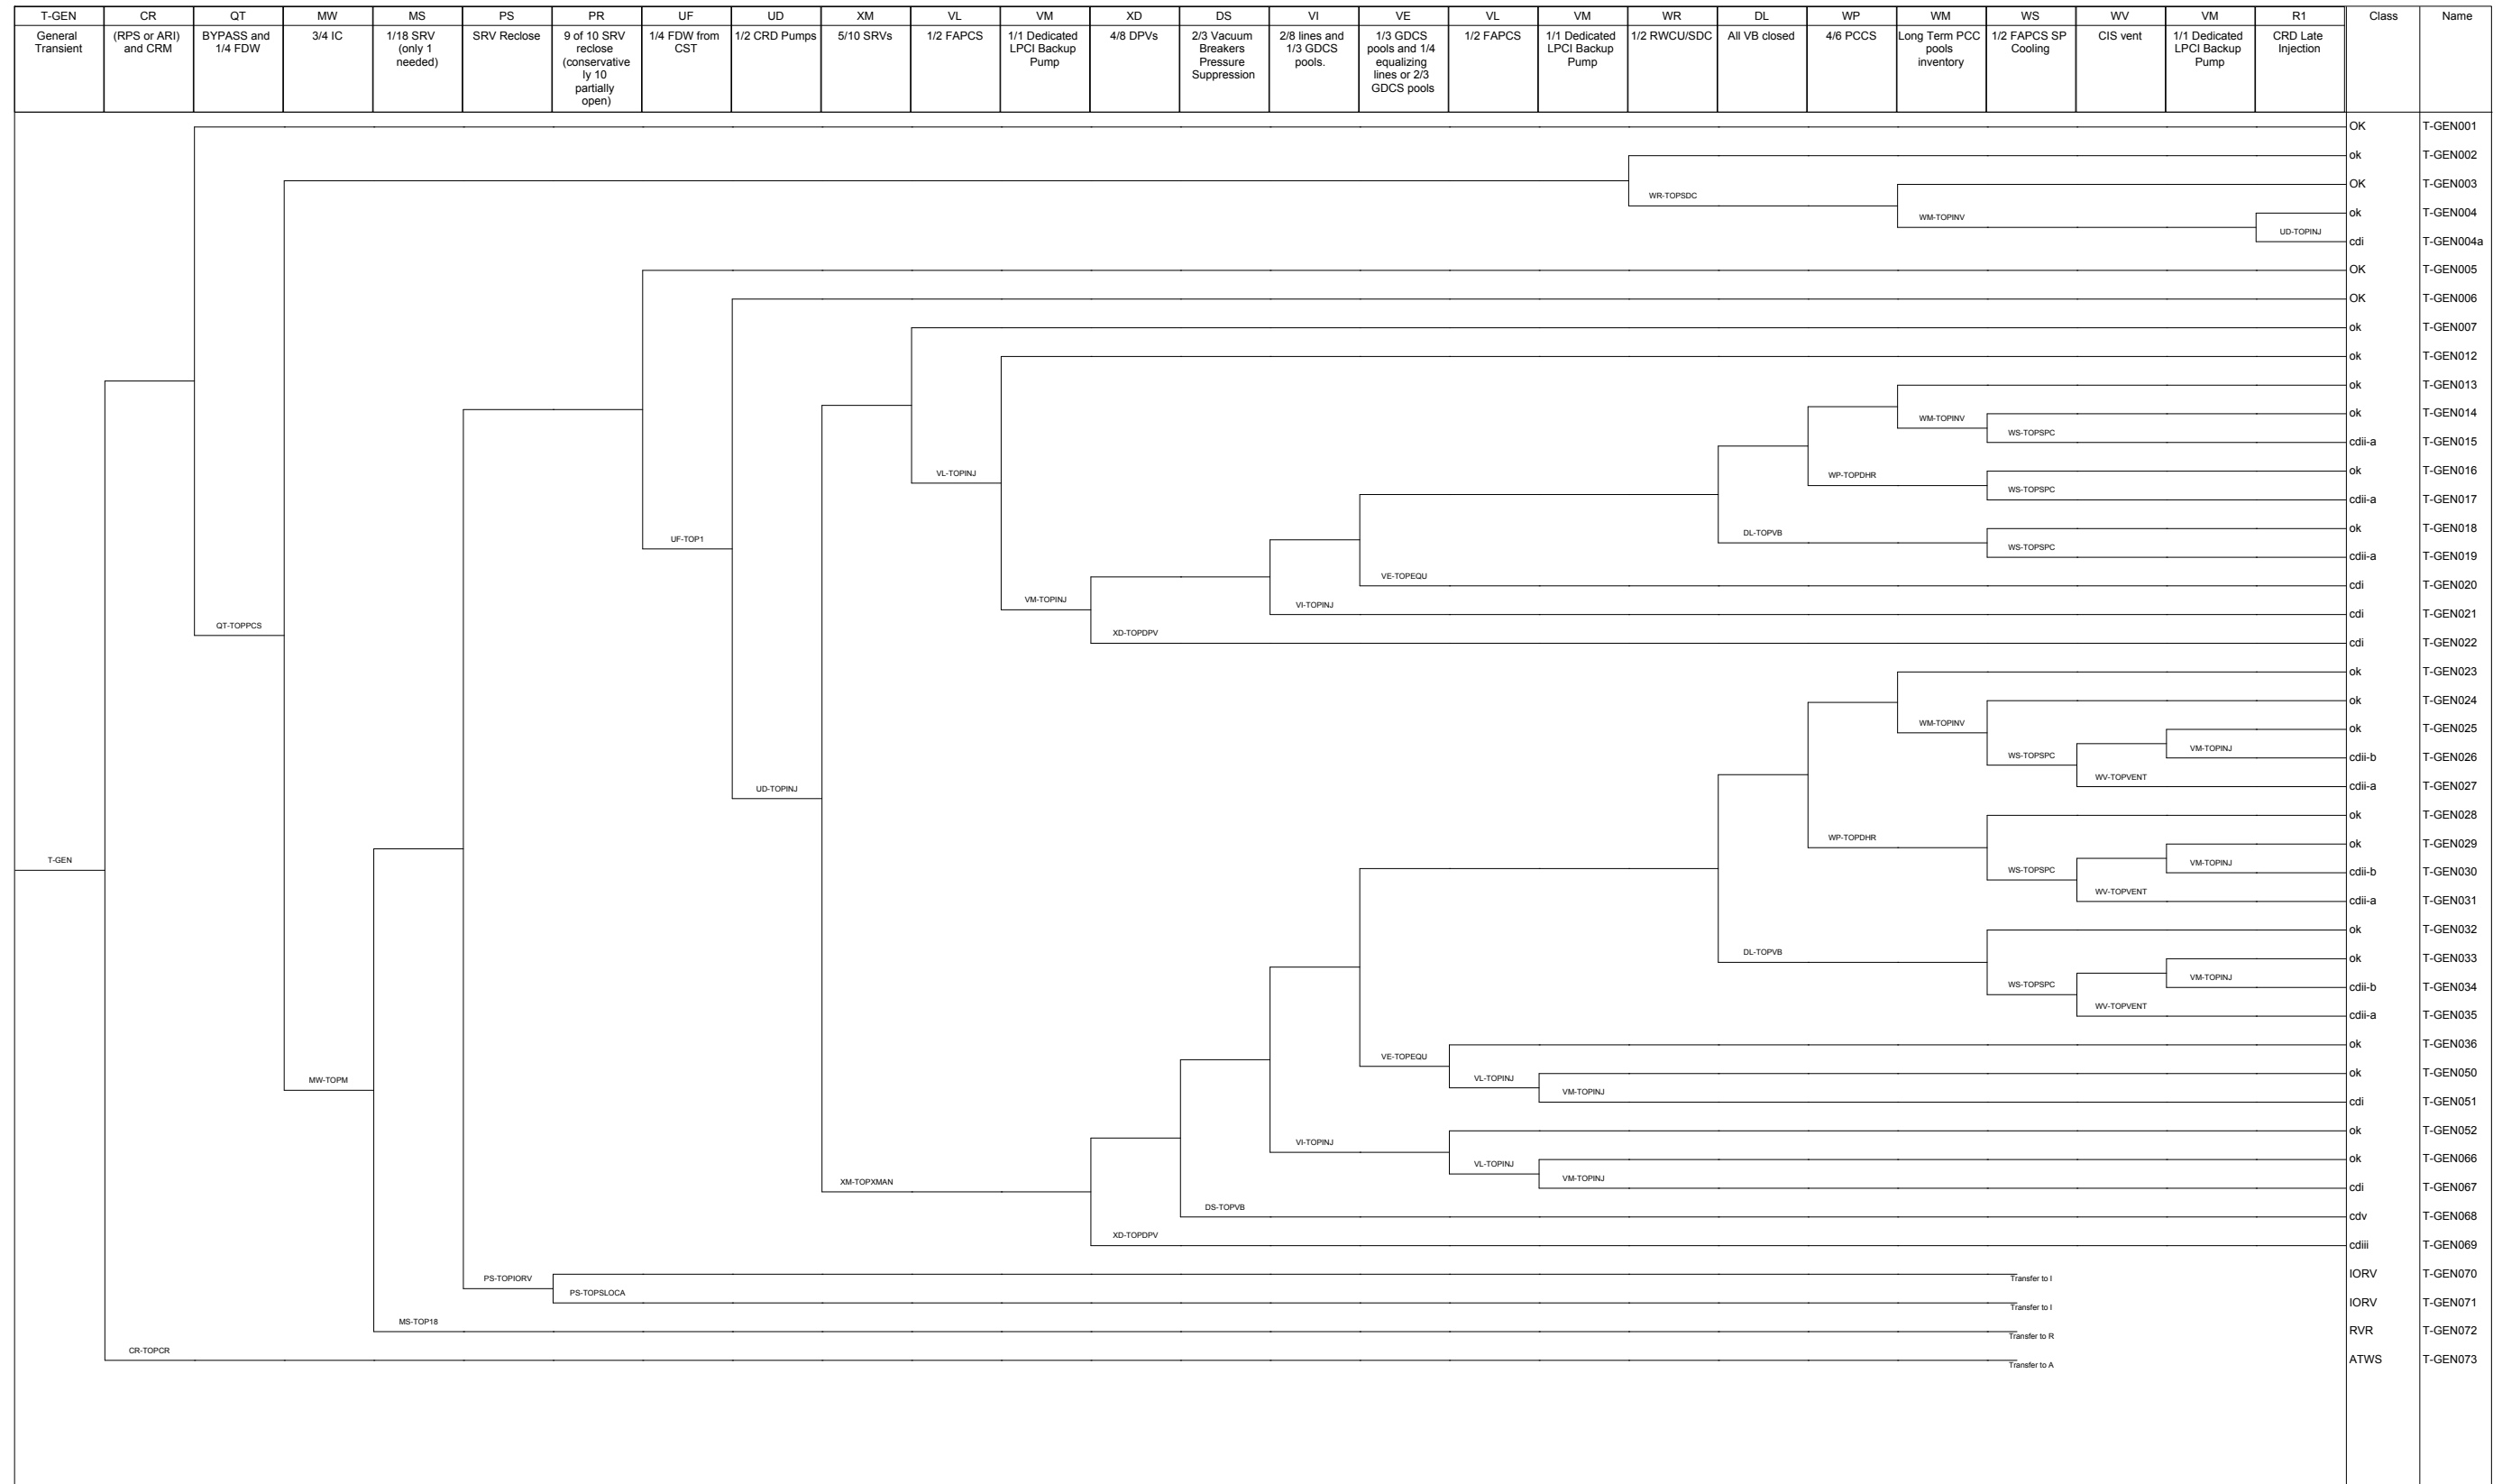 T-GEN CR QT MW MS PS PR UF UD XM VL VM XD DS VI VE VL VM WR DL WP WM WS WV VM R1 Class Name
General Transient
(RPS or ARI) and CRM
BYPASS and 1/4 FDW
3/4 IC
1/18 SRV (only 1 needed)
SRV Reclose
9 of 10 SRV reclose (conservative ly 10 partially open)
1/4 FDW from CST
1/2 CRD Pumps
5/10 SRVs
1/2 FAPCS
1/1 Dedicated LPCI Backup Pump
4/8 DPVs
2/3 Vacuum Breakers Pressure Suppression
2/8 lines and 1/3 GDCS pools.
1/3 GDCS pools and 1/4 equalizing lines or 2/3 GDCS pools
1/2 FAPCS
1/1 Dedicated LPCI Backup Pump
1/2 RWCU/SDC
All VB closed
4/6 PCCS
Long Term PCC pools inventory
1/2 FAPCS SP Cooling
CIS vent
1/1 Dedicated LPCI Backup Pump
CRD Late Injection
OK T-GEN001
ok T-GEN002
WR-TOPSDC
OK T-GEN003
WM-TOPINV
ok T-GEN004
UD-TOPINJ
cdi T-GEN004a
OK T-GEN005
OK T-GEN006
ok T-GEN007
ok T-GEN012
ok T-GEN013
WM-TOPINV
ok T-GEN014
WS-TOPSPC
cdii-a T-GEN015
VL-TOPINJ
WP-TOPDHR
ok T-GEN016
WS-TOPSPC
cdii-a T-GEN017
UF-TOP1
DL-TOPVB
ok T-GEN018
WS-TOPSPC
cdii-a T-GEN019
VE-TOPEQU
cdi T-GEN020
VM-TOPINJ
VI-TOPINJ
cdi T-GEN021
QT-TOPPCS
XD-TOPDPV
cdi T-GEN022
ok T-GEN023
ok T-GEN024
WM-TOPINV
ok T-GEN025
VM-TOPINJ
WS-TOPSPC
cdii-b T-GEN026
WV-TOPVENT
cdii-a T-GEN027
UD-TOPINJ
ok T-GEN028
WP-TOPDHR
ok T-GEN029
T-GEN
VM-TOPINJ
WS-TOPSPC
cdii-b T-GEN030
WV-TOPVENT
cdii-a T-GEN031
ok T-GEN032
DL-TOPVB
ok T-GEN033
VM-TOPINJ
WS-TOPSPC
cdii-b T-GEN034
WV-TOPVENT
cdii-a T-GEN035
ok T-GEN036
VE-TOPEQU
MW-TOPM
VL-TOPINJ
ok T-GEN050
VM-TOPINJ
cdi T-GEN051
ok T-GEN052
VI-TOPINJ
VL-TOPINJ
ok T-GEN066
XM-TOPXMAN
VM-TOPINJ
cdi T-GEN067
DS-TOPVB
cdv T-GEN068
XD-TOPDPV
cdiii T-GEN069
PS-TOPIORV
Transfer to I
IORV T-GEN070
PS-TOPSLOCA
Transfer to I
IORV T-GEN071
MS-TOP18
Transfer to R
RVR T-GEN072
CR-TOPCR
Transfer to A
ATWS T-GEN073